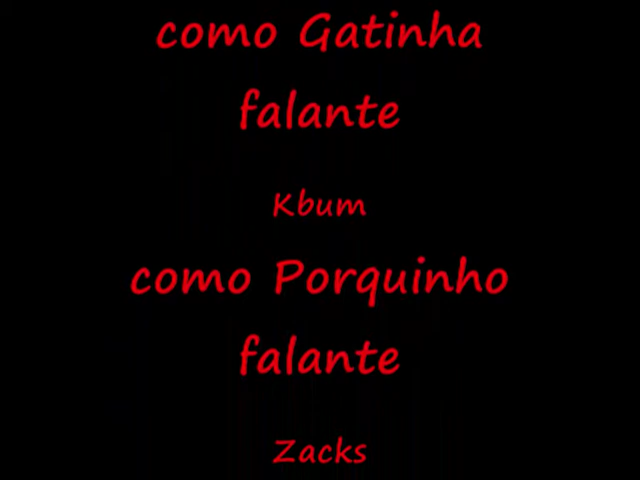 como Gatinha
falante
Kbum
como Porquinho
falante
Zacks